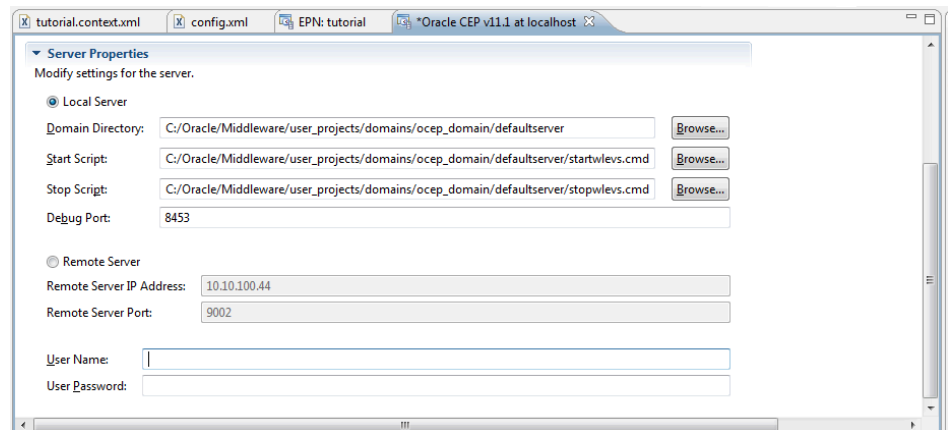 tutorial.context.xml config.xml EPN: tutorial *Oracle CEP v11.1 at localhost
Server Properties
Modify settings for the server.
Local Server
Domain Directory: C:/Oracle/Middleware/user_projects/domains/ocep_domain/defaultserver Browse...
Start Script: C:/Oracle/Middleware/user_projects/domains/ocep_domain/defaultserver/startwlevs.cmd Browse...
Stop Script: C:/Oracle/Middleware/user_projects/domains/ocep_domain/defaultserver/stopwlevs.cmd Browse...
Debug Port: 8453
Remote Server
Remote Server IP Address: 10.10.100.44
Remote Server Port: 9002
User Name:
User Password: